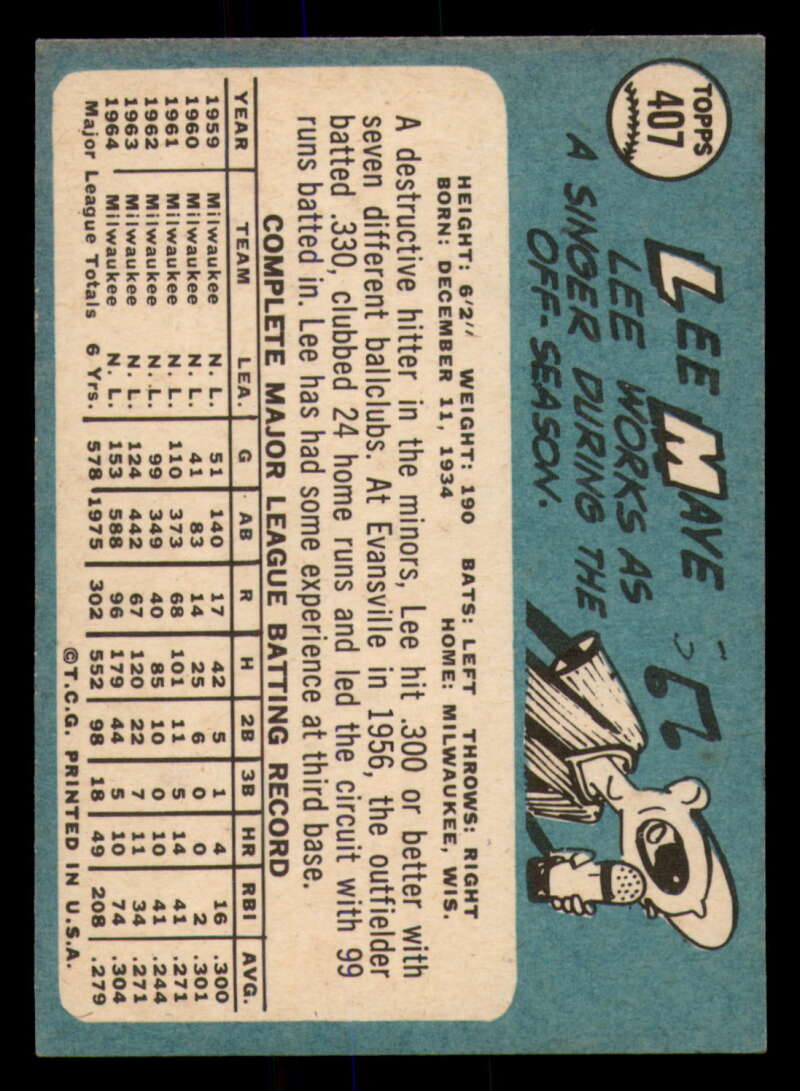 TOPPS
407
LEE MAYE
LEE WORKS AS
A SINGER DURING THE
OFF-SEASON.
HEIGHT: 6'2" WEIGHT: 190 BATS: LEFT THROWS: RIGHT
BORN: DECEMBER 11, 1934 HOME: MILWAUKEE, WIS.
A destructive hitter in the minors, Lee hit .300 or better with
seven different ballclubs. At Evansville in 1956, the outfielder
batted .330, clubbed 24 home runs and led the circuit with 99
runs batted in. Lee has had some experience at third base.
COMPLETE MAJOR LEAGUE BATTING RECORD
YEAR TEAM LEA. G AB R H 2B 3B HR RBI AVG.
1959 Milwaukee N. L. 51 140 17 42 5 1 4 16 .300
1960 Milwaukee N. L. 41 83 14 25 6 0 0 2 .301
1961 Milwaukee N. L. 110 373 68 101 11 5 14 41 .271
1962 Milwaukee N. L. 99 349 40 85 10 0 10 41 .244
1963 Milwaukee N. L. 124 442 67 120 22 7 11 34 .271
1964 Milwaukee N. L. 153 588 96 179 44 5 10 74 .304
Major League Totals 6 Yrs. 578 1975 302 552 98 18 49 208 .279
©T.C.G. PRINTED IN U.S.A.